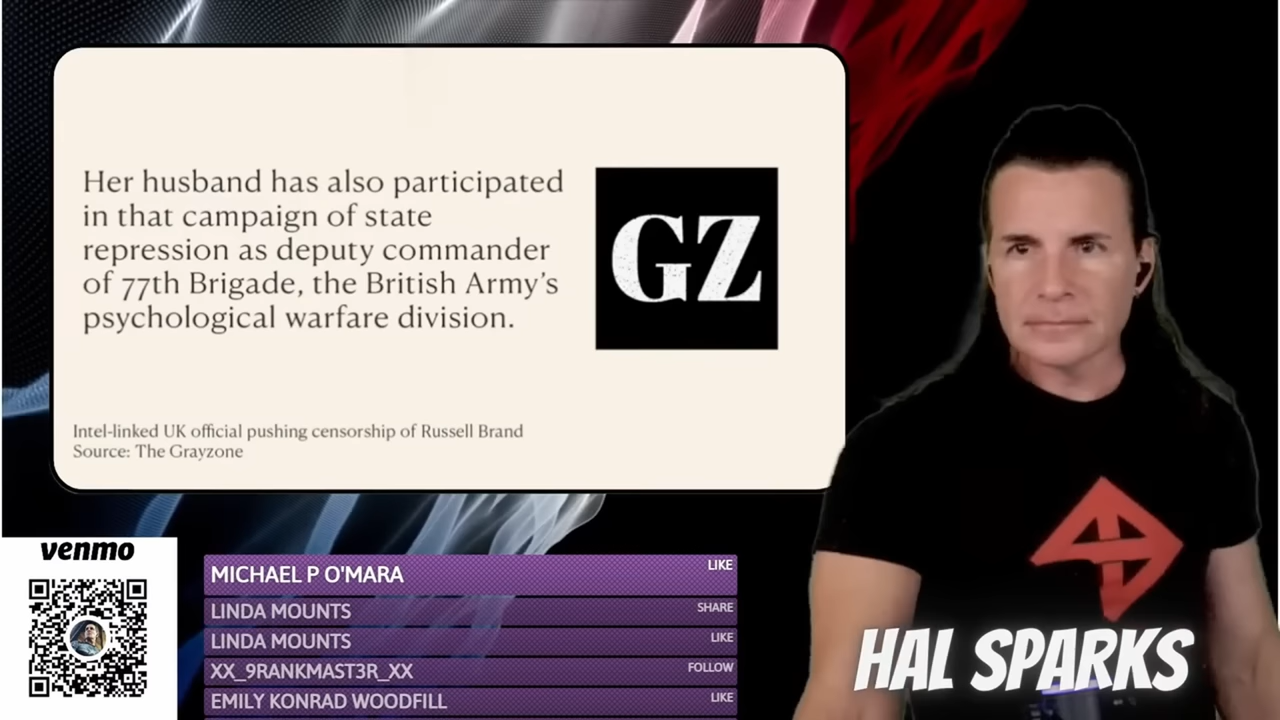 Her husband has also participated
in that campaign of state
repression as deputy commander
of 77th Brigade, the British Army’s
psychological warfare division.
GZ
Intel-linked UK official pushing censorship of Russell Brand
Source: The Grayzone
venmo
MICHAEL P O'MARA LIKE
LINDA MOUNTS SHARE
LINDA MOUNTS LIKE
XX_9RANKMAST3R_XX FOLLOW
EMILY KONRAD WOODFILL LIKE
HAL SPARKS